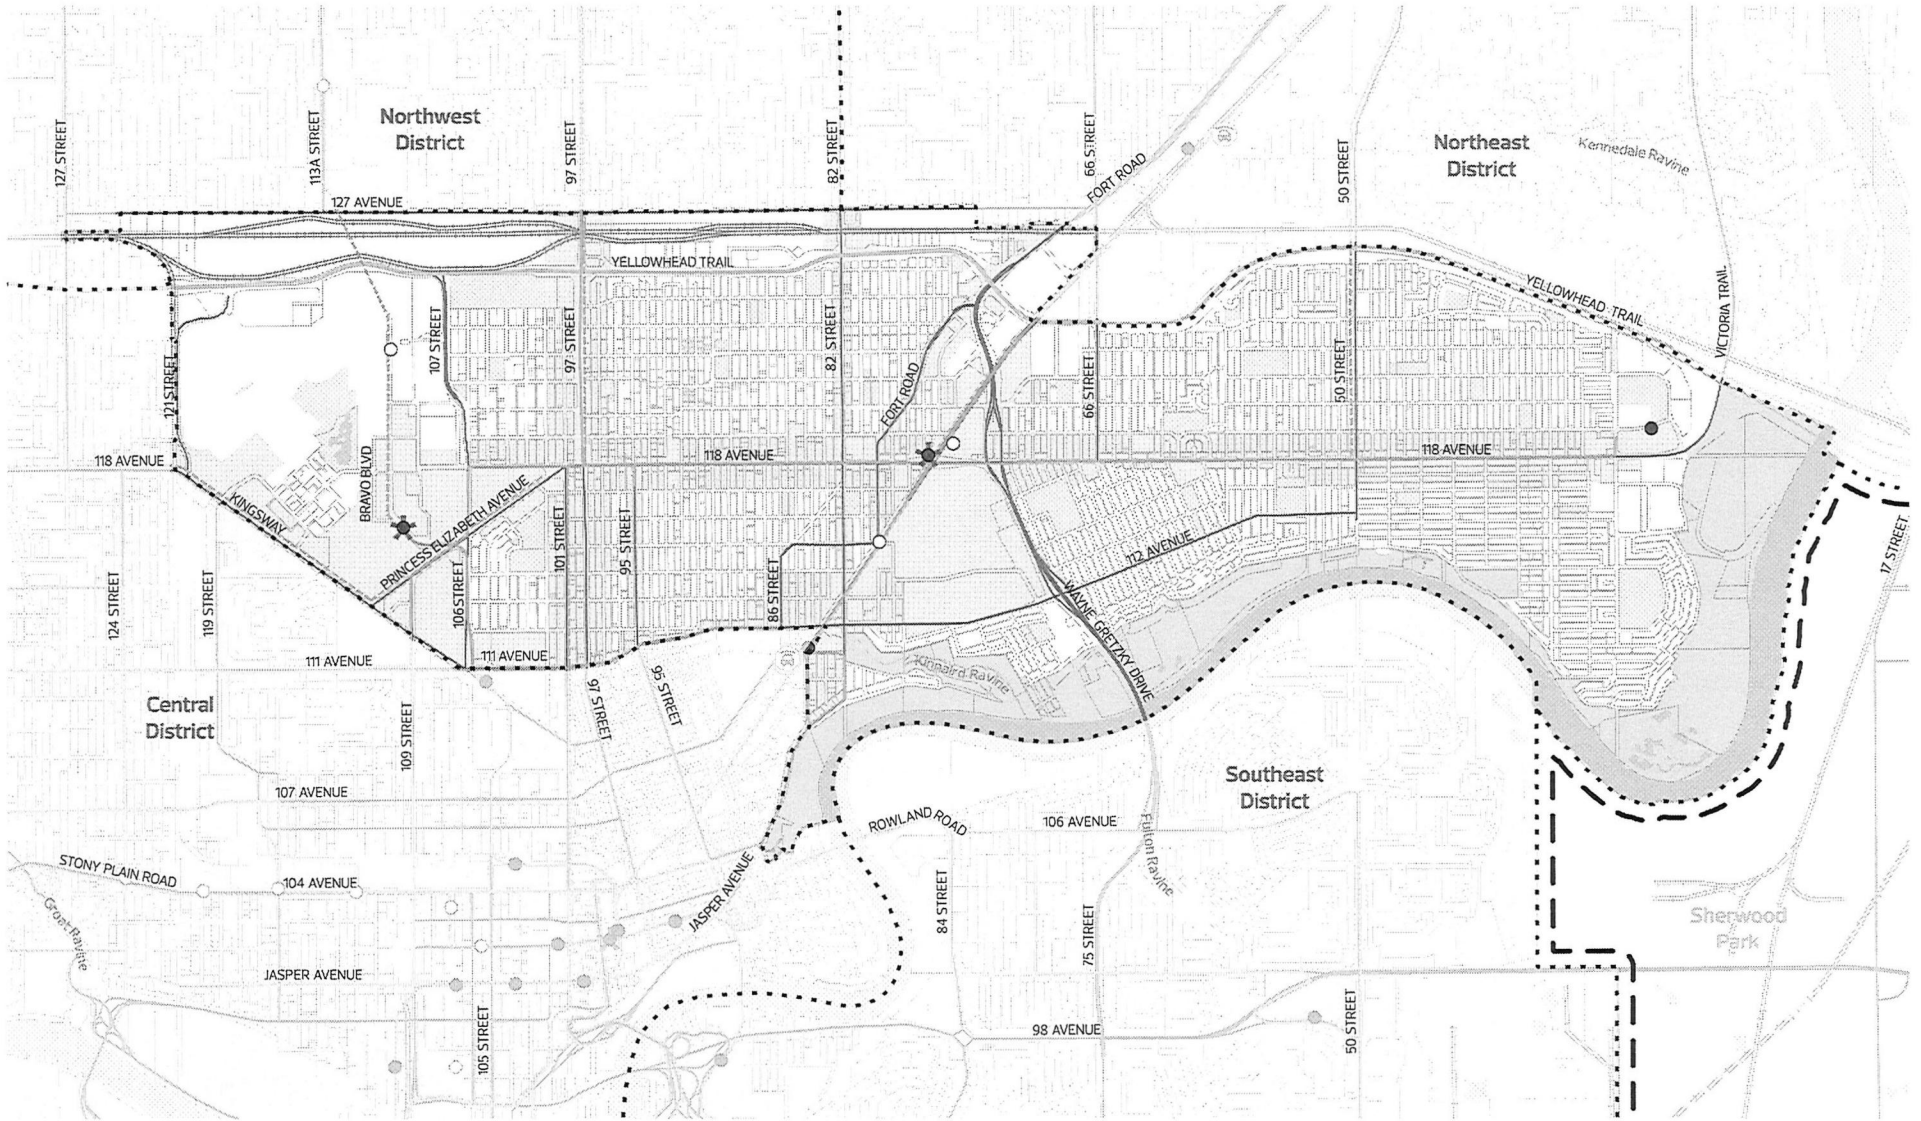 Northwest
District
Northeast
District
Kennedale Ravine
127 STREET
113A STREET
97 STREET
82 STREET
66 STREET
FORT ROAD
50 STREET
127 AVENUE
YELLOWHEAD TRAIL
YELLOWHEAD TRAIL
VICTORIA TRAIL
121 STREET
107 STREET
97 STREET
82 STREET
FORT ROAD
66 STREET
50 STREET
118 AVENUE
118 AVENUE
118 AVENUE
KINGSWAY
BRAVO BLVD
PRINCESS ELIZABETH AVENUE
101 STREET
95 STREET
112 AVENUE
17 STREET
124 STREET
119 STREET
106 STREET
86 STREET
WAYNE GRETZKY DRIVE
111 AVENUE
111 AVENUE
Kinnaird Ravine
97 STREET
95 STREET
Central
District
109 STREET
107 AVENUE
Southeast
District
ROWLAND ROAD
106 AVENUE
Fulton Ravine
STONY PLAIN ROAD
104 AVENUE
JASPER AVENUE
84 STREET
75 STREET
Sherwood
Park
Groat Ravine
JASPER AVENUE
105 STREET
98 AVENUE
50 STREET